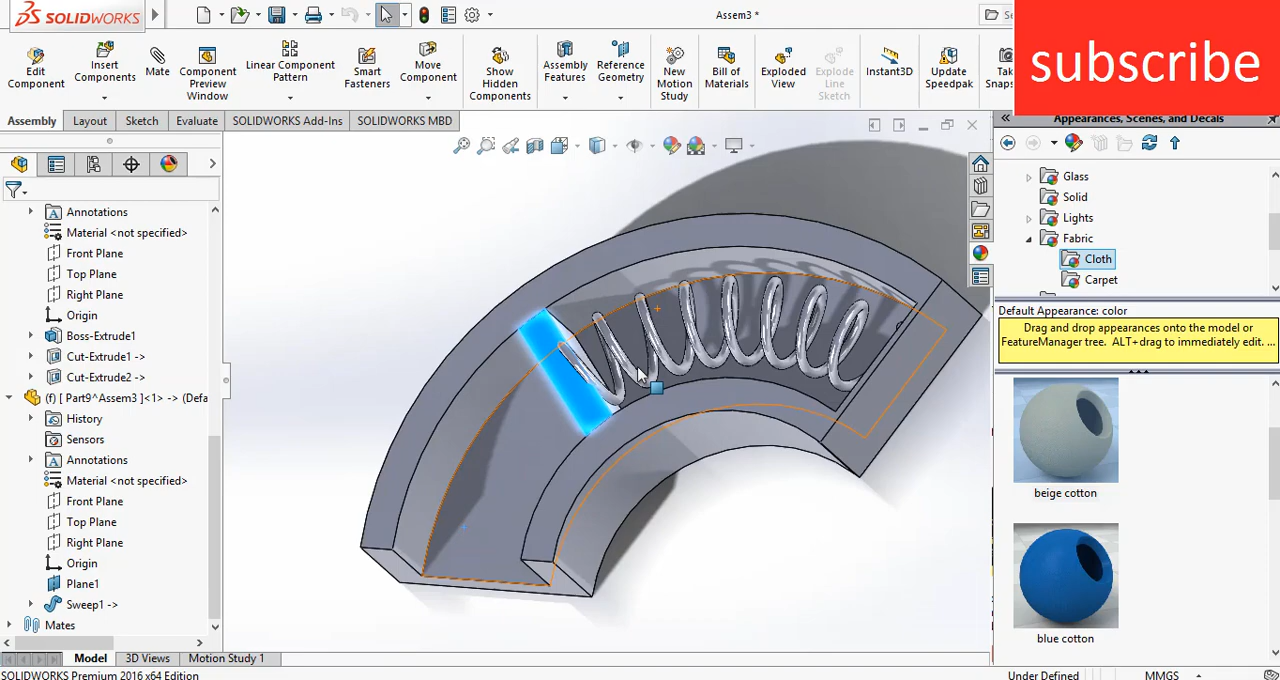 SOLIDWORKS
Assem3 *
subscribe
Edit Component
Insert Components
Mate
Component Preview Window
Linear Component Pattern
Smart Fasteners
Move Component
Show Hidden Components
Assembly Features
Reference Geometry
New Motion Study
Bill of Materials
Exploded View
Explode Line Sketch
Instant3D
Update Speedpak
Assembly
Layout
Sketch
Evaluate
SOLIDWORKS Add-Ins
SOLIDWORKS MBD
Appearances, Scenes, and Decals
Annotations
Material <not specified>
Front Plane
Top Plane
Right Plane
Origin
Boss-Extrude1
Cut-Extrude1 ->
Cut-Extrude2 ->
(f) [ Part9^Assem3 ]<1> -> (Defa
History
Sensors
Annotations
Material <not specified>
Front Plane
Top Plane
Right Plane
Origin
Plane1
Sweep1 ->
Mates
Glass
Solid
Lights
Fabric
Cloth
Carpet
Default Appearance: color
Drag and drop appearances onto the model or
FeatureManager tree. ALT+drag to immediately edit. ...
beige cotton
blue cotton
Model
3D Views
Motion Study 1
SOLIDWORKS Premium 2016 x64 Edition
Under Defined
MMGS